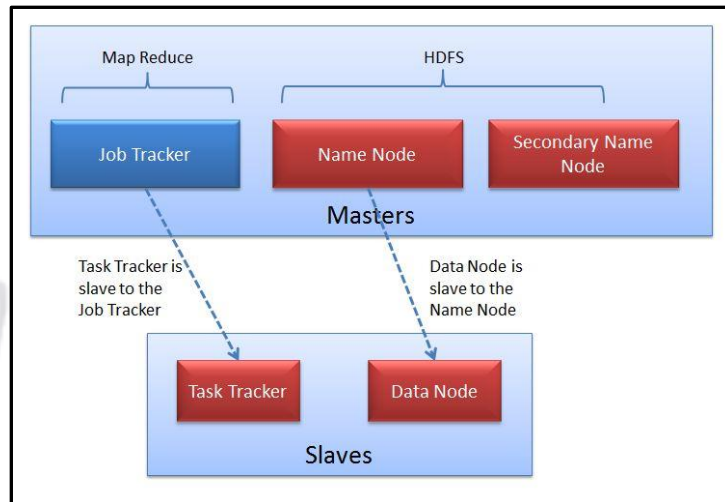 Map Reduce
HDFS
Job Tracker
Name Node
Secondary Name
Node
Masters
Task Tracker is
slave to the
Job Tracker
Data Node is
slave to the
Name Node
Task Tracker
Data Node
Slaves